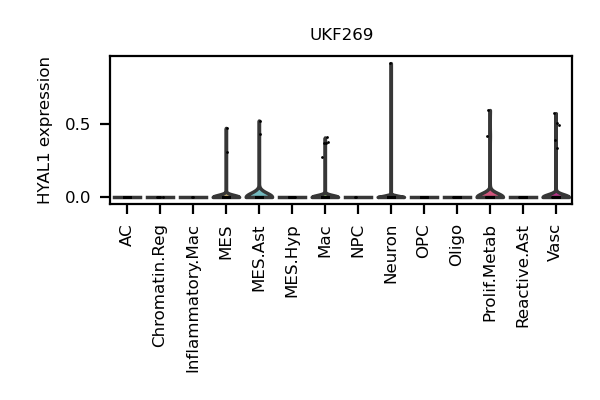 UKF269
HYAL1 expression
0.5
0.0
AC
Chromatin.Reg
Inflammatory.Mac
MES
MES.Ast
MES.Hyp
Mac
NPC
Neuron
OPC
Oligo
Prolif.Metab
Reactive.Ast
Vasc